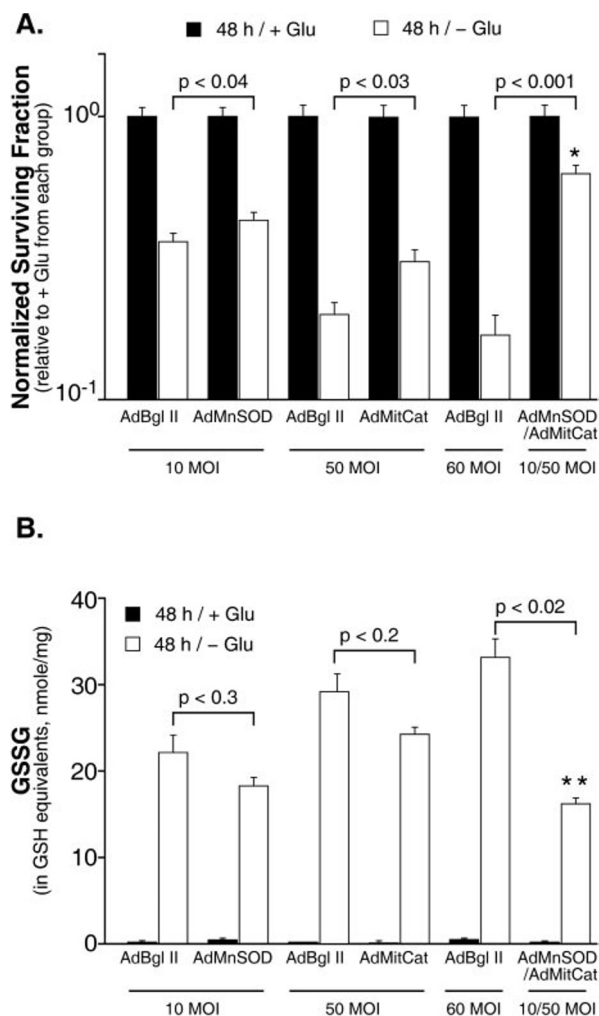 A.
48 h / + Glu
48 h / − Glu
Normalized Surviving Fraction
(relative to + Glu from each group)
10⁰
10⁻¹
p < 0.04
p < 0.03
p < 0.001
*
AdBgl II
AdMnSOD
AdBgl II
AdMitCat
AdBgl II
AdMnSOD
/AdMitCat
10 MOI
50 MOI
60 MOI
10/50 MOI
B.
GSSG
(in GSH equivalents, nmole/mg)
40
30
20
10
0
48 h / + Glu
48 h / − Glu
p < 0.3
p < 0.2
p < 0.02
**
AdBgl II
AdMnSOD
AdBgl II
AdMitCat
AdBgl II
AdMnSOD
/AdMitCat
10 MOI
50 MOI
60 MOI
10/50 MOI